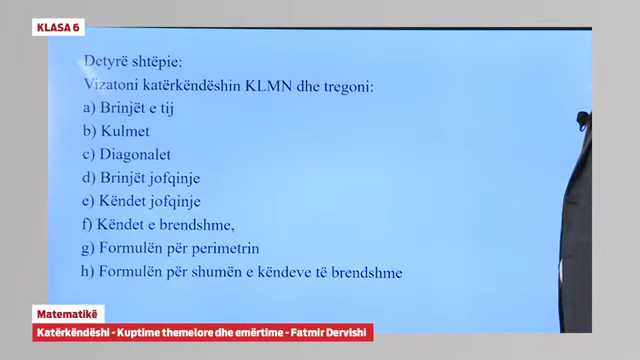 KLASA 6
Detyrë shtëpie:
Vizatoni katërkëndëshin KLMN dhe tregoni:
a) Brinjët e tij
b) Kulmet
c) Diagonalet
d) Brinjët jofqinje
e) Këndet jofqinje
f) Këndet e brendshme,
g) Formulën për perimetrin
h) Formulën për shumën e këndeve të brendshme
Matematikë
Katërkëndëshi - Kuptime themelore dhe emërtime - Fatmir Dervishi